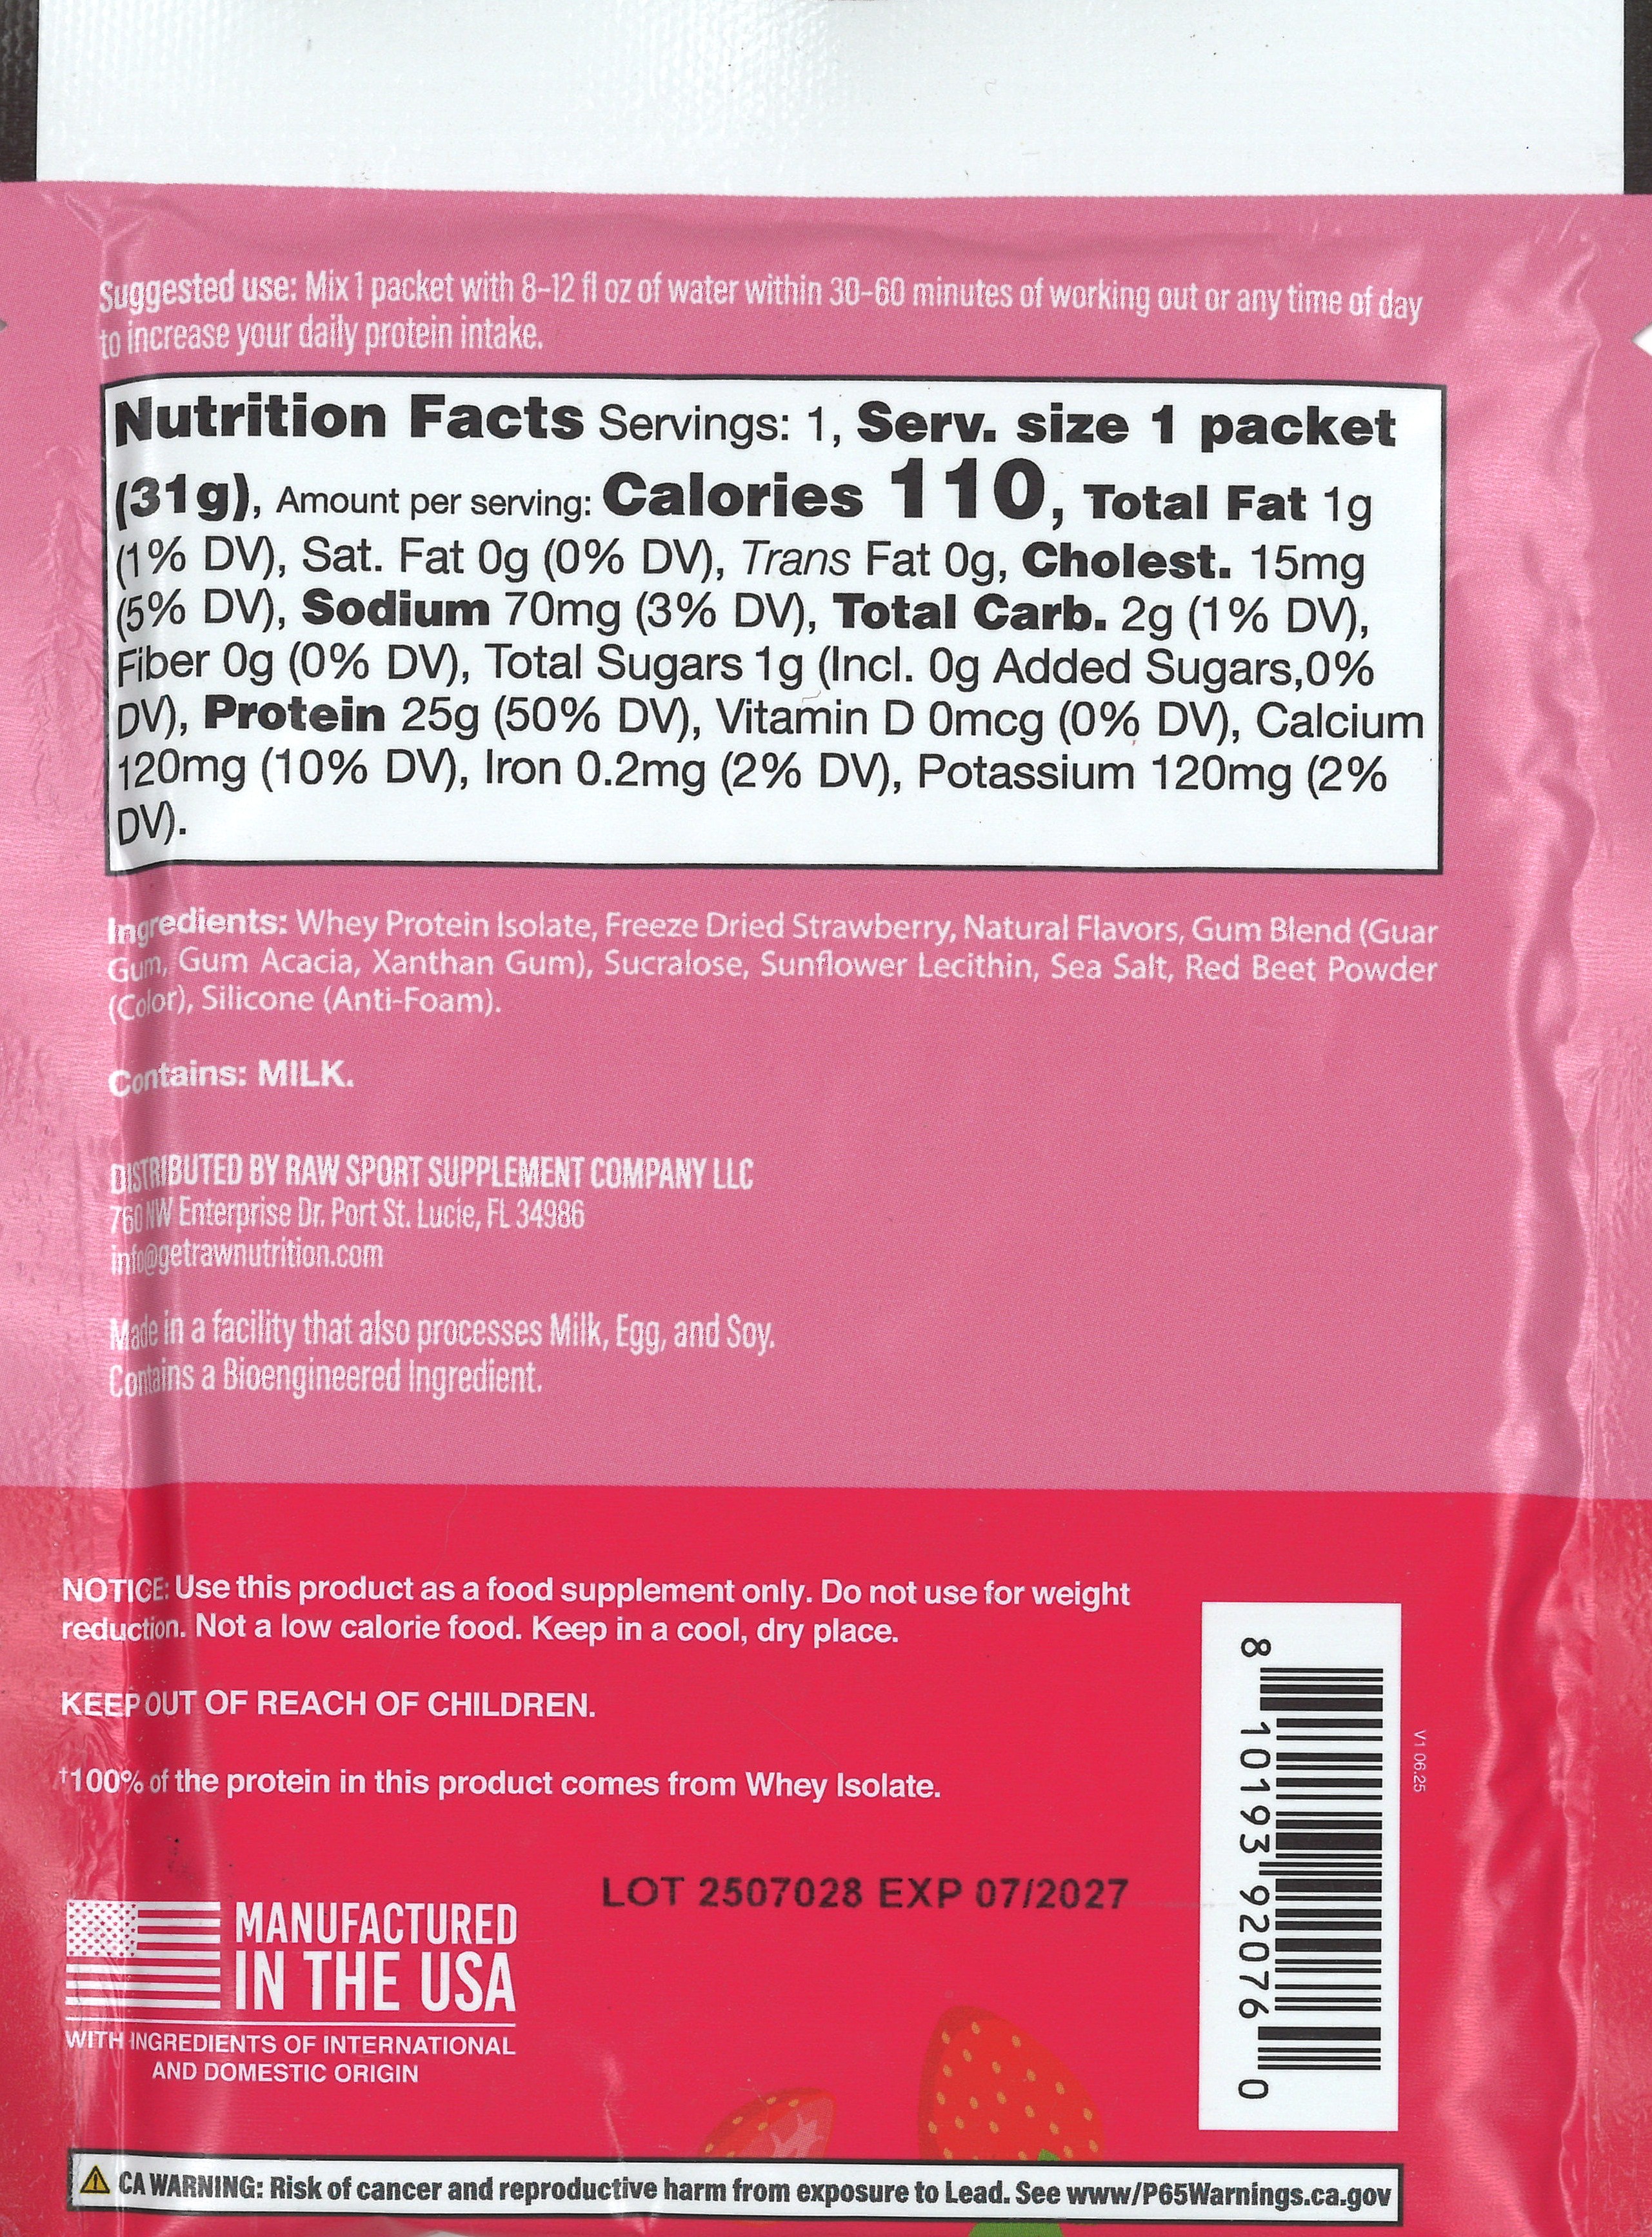 Suggested use: Mix 1 packet with 8-12 fl oz of water within 30-60 minutes of working out or any time of day
to increase your daily protein intake.
Nutrition Facts Servings: 1, Serv. size 1 packet
(31g), Amount per serving: Calories 110, Total Fat 1g
(1% DV), Sat. Fat 0g (0% DV), Trans Fat 0g, Cholest. 15mg
(5% DV), Sodium 70mg (3% DV), Total Carb. 2g (1% DV),
Fiber 0g (0% DV), Total Sugars 1g (Incl. 0g Added Sugars,0%
DV), Protein 25g (50% DV), Vitamin D 0mcg (0% DV), Calcium
120mg (10% DV), Iron 0.2mg (2% DV), Potassium 120mg (2%
DV).
Ingredients: Whey Protein Isolate, Freeze Dried Strawberry, Natural Flavors, Gum Blend (Guar
Gum, Gum Acacia, Xanthan Gum), Sucralose, Sunflower Lecithin, Sea Salt, Red Beet Powder
(Color), Silicone (Anti-Foam).
Contains: MILK.
DISTRIBUTED BY RAW SPORT SUPPLEMENT COMPANY LLC
760 NW Enterprise Dr. Port St. Lucie, FL 34986
info@getrawnutrition.com
Made in a facility that also processes Milk, Egg, and Soy.
Contains a Bioengineered Ingredient.
NOTICE: Use this product as a food supplement only. Do not use for weight
reduction. Not a low calorie food. Keep in a cool, dry place.
KEEP OUT OF REACH OF CHILDREN.
†100% of the protein in this product comes from Whey Isolate.
LOT 2507028 EXP 07/2027
MANUFACTURED
IN THE USA
WITH INGREDIENTS OF INTERNATIONAL
AND DOMESTIC ORIGIN
8 10193 92076 0
V1 06.25
CA WARNING: Risk of cancer and reproductive harm from exposure to Lead. See www/P65Warnings.ca.gov